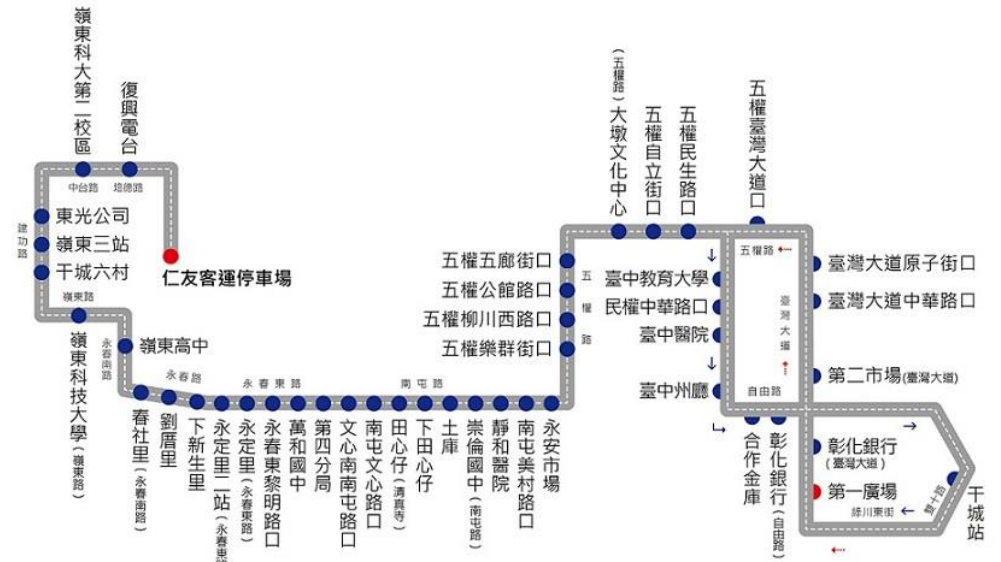 嶺東科大第二校區
復興電台
中台路
培德路
東光公司
嶺東三站
干城六村
建功路
仁友客運停車場
嶺東路
嶺東科技大學(嶺東路)
永春南路
嶺東高中
永春路
春社里(永春南路)
劉厝里
下新生里
永定里二站(永春東
永定里(永春東路)
永春東黎明路口
永春東路
萬和國中
第四分局
文心南南屯路口
南屯文心路口
田心仔(清真寺)
南屯路
下田心仔
土庫
崇倫國中(南屯路)
靜和醫院
南屯美村路口
永安市場
五權樂群街口
五權柳川西路口
五權公館路口
五權五廊街口
五權路
(五權路)大墩文化中心
五權自立街口
五權民生路口
五權臺灣大道口
五權路
臺中教育大學
民權中華路口
臺中醫院
臺中州廳
臺灣大道
自由路
臺灣大道原子街口
臺灣大道中華路口
第二市場(臺灣大道)
合作金庫
彰化銀行(自由路)
彰化銀行
(臺灣大道)
第一廣場
綠川東街
雙十路
干城站